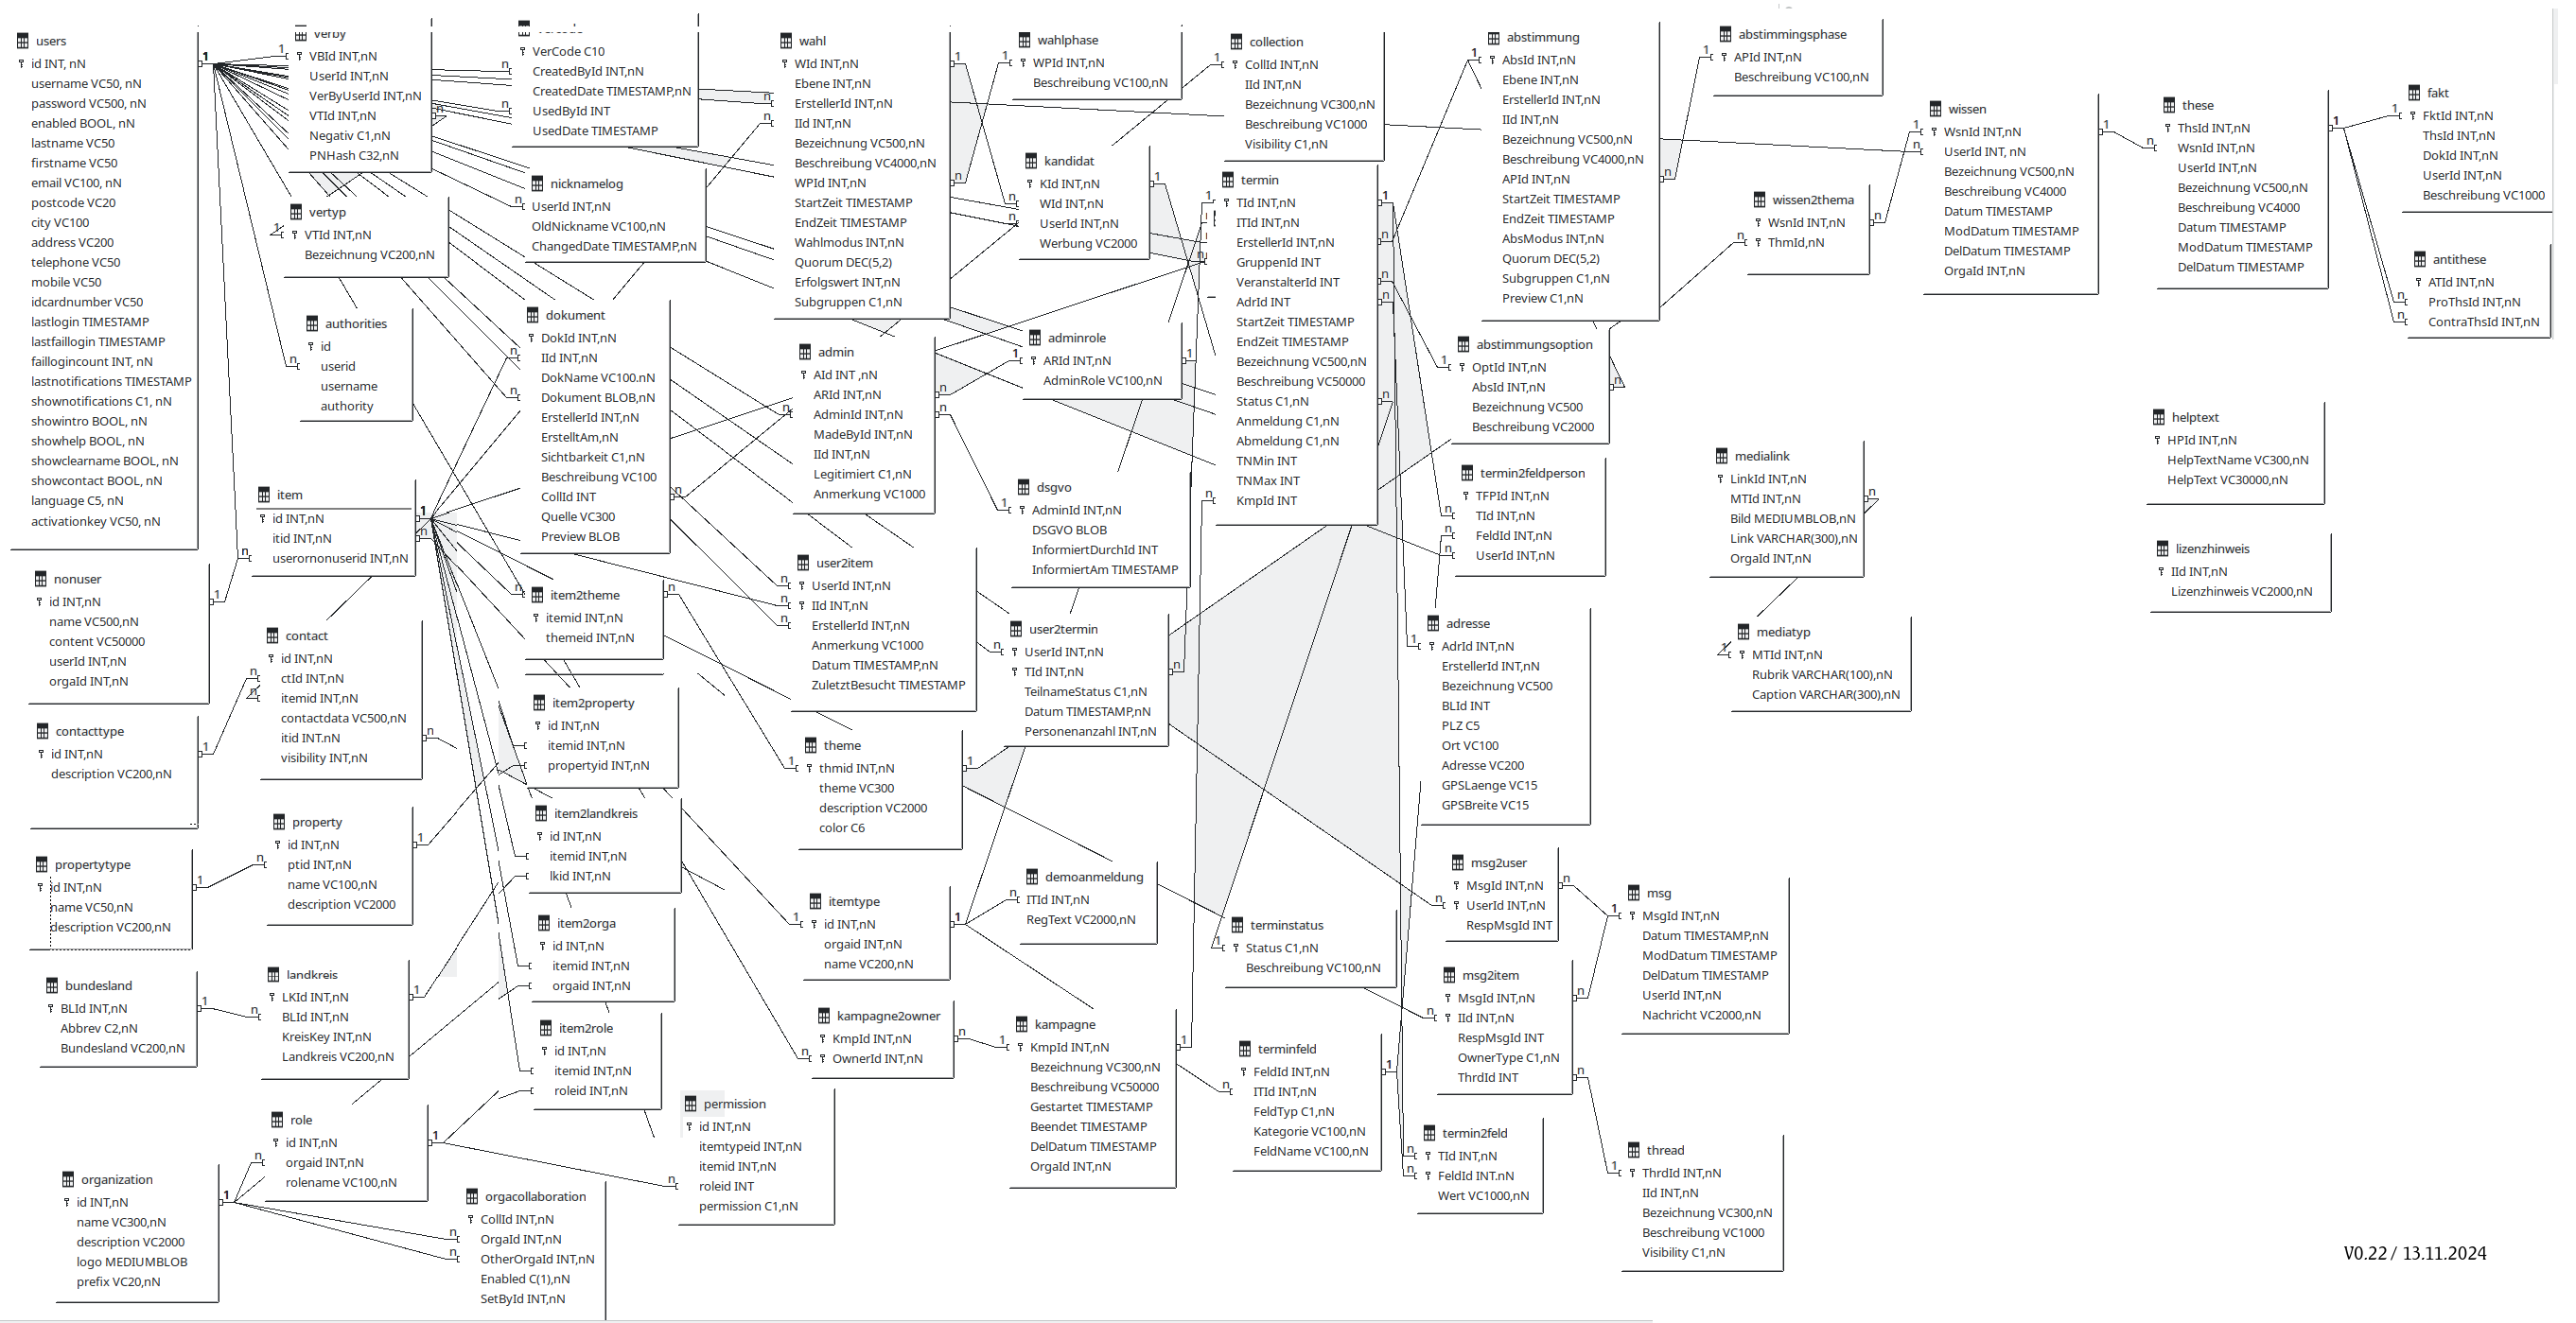 users
id INT, nN
username VC50, nN
password VC500, nN
enabled BOOL, nN
lastname VC50
firstname VC50
email VC100, nN
postcode VC20
city VC100
address VC200
telephone VC50
mobile VC50
idcardnumber VC50
lastlogin TIMESTAMP
lastfaillogin TIMESTAMP
faillogincount INT, nN
lastnotifications TIMESTAMP
shownotifications C1, nN
showintro BOOL, nN
showhelp BOOL, nN
showclearname BOOL, nN
showcontact BOOL, nN
language C5, nN
activationkey VC50, nN
nonuser
id INT,nN
name VC500,nN
content VC50000
userId INT,nN
orgaId INT,nN
contacttype
id INT,nN
description VC200,nN
propertytype
id INT,nN
name VC50,nN
description VC200,nN
bundesland
BLId INT,nN
Abbrev C2,nN
Bundesland VC200,nN
organization
id INT,nN
name VC300,nN
description VC2000
logo MEDIUMBLOB
prefix VC20,nN
verby
VBId INT,nN
UserId INT,nN
VerByUserId INT,nN
VTId INT,nN
Negativ C1,nN
PNHash C32,nN
vertyp
VTId INT,nN
Bezeichnung VC200,nN
authorities
id
userid
username
authority
item
id INT,nN
itid INT,nN
userornonuserid INT,nN
contact
id INT,nN
ctId INT,nN
itemid INT,nN
contactdata VC500,nN
itid INT.nN
visibility INT,nN
property
id INT,nN
ptid INT,nN
name VC100,nN
description VC2000
landkreis
LKId INT,nN
BLId INT,nN
KreisKey INT,nN
Landkreis VC200,nN
role
id INT,nN
orgaid INT,nN
rolename VC100,nN
orgacollaboration
CollId INT,nN
OrgaId INT,nN
OtherOrgaId INT,nN
Enabled C(1),nN
SetById INT,nN
VerCode C10
CreatedById INT,nN
CreatedDate TIMESTAMP,nN
UsedById INT
UsedDate TIMESTAMP
nicknamelog
UserId INT,nN
OldNickname VC100,nN
ChangedDate TIMESTAMP,nN
dokument
DokId INT,nN
IId INT,nN
DokName VC100.nN
Dokument BLOB,nN
ErstellerId INT,nN
ErstelltAm,nN
Sichtbarkeit C1,nN
Beschreibung VC100
CollId INT
Quelle VC300
Preview BLOB
item2theme
itemid INT,nN
themeid INT,nN
item2property
id INT,nN
itemid INT,nN
propertyid INT,nN
item2landkreis
id INT,nN
itemid INT,nN
lkid INT,nN
item2orga
id INT,nN
itemid INT,nN
orgaid INT,nN
item2role
id INT,nN
itemid INT,nN
roleid INT,nN
permission
id INT,nN
itemtypeid INT,nN
itemid INT,nN
roleid INT
permission C1,nN
wahl
WId INT,nN
Ebene INT,nN
ErstellerId INT,nN
IId INT,nN
Bezeichnung VC500,nN
Beschreibung VC4000,nN
WPId INT,nN
StartZeit TIMESTAMP
EndZeit TIMESTAMP
Wahlmodus INT,nN
Quorum DEC(5,2)
Erfolgswert INT,nN
Subgruppen C1,nN
admin
AId INT ,nN
ARId INT,nN
AdminId INT,nN
MadeById INT,nN
IId INT,nN
Legitimiert C1,nN
Anmerkung VC1000
user2item
UserId INT,nN
IId INT,nN
ErstellerId INT,nN
Anmerkung VC1000
Datum TIMESTAMP,nN
ZuletztBesucht TIMESTAMP
theme
thmid INT,nN
theme VC300
description VC2000
color C6
itemtype
id INT,nN
orgaid INT,nN
name VC200,nN
kampagne2owner
KmpId INT,nN
OwnerId INT,nN
wahlphase
WPId INT,nN
Beschreibung VC100,nN
kandidat
KId INT,nN
WId INT,nN
UserId INT,nN
Werbung VC2000
adminrole
ARId INT,nN
AdminRole VC100,nN
dsgvo
AdminId INT,nN
DSGVO BLOB
InformiertDurchId INT
InformiertAm TIMESTAMP
user2termin
UserId INT,nN
TId INT,nN
TeilnameStatus C1,nN
Datum TIMESTAMP,nN
Personenanzahl INT,nN
demoanmeldung
ITId INT,nN
RegText VC2000,nN
kampagne
KmpId INT,nN
Bezeichnung VC300,nN
Beschreibung VC50000
Gestartet TIMESTAMP
Beendet TIMESTAMP
DelDatum TIMESTAMP
OrgaId INT,nN
collection
CollId INT,nN
IId INT,nN
Bezeichnung VC300,nN
Beschreibung VC1000
Visibility C1,nN
termin
TId INT,nN
ITId INT,nN
ErstellerId INT,nN
GruppenId INT
VeranstalterId INT
AdrId INT
StartZeit TIMESTAMP
EndZeit TIMESTAMP
Bezeichnung VC500,nN
Beschreibung VC50000
Status C1,nN
Anmeldung C1,nN
Abmeldung C1,nN
TNMin INT
TNMax INT
KmpId INT
terminstatus
Status C1,nN
Beschreibung VC100,nN
terminfeld
FeldId INT,nN
ITId INT,nN
FeldTyp C1,nN
Kategorie VC100,nN
FeldName VC100,nN
abstimmung
AbsId INT,nN
Ebene INT,nN
ErstellerId INT,nN
IId INT,nN
Bezeichnung VC500,nN
Beschreibung VC4000,nN
APId INT,nN
StartZeit TIMESTAMP
EndZeit TIMESTAMP
AbsModus INT,nN
Quorum DEC(5,2)
Subgruppen C1,nN
Preview C1,nN
abstimmungsoption
OptId INT,nN
AbsId INT,nN
Bezeichnung VC500
Beschreibung VC2000
termin2feldperson
TFPId INT,nN
TId INT,nN
FeldId INT,nN
UserId INT,nN
adresse
AdrId INT,nN
ErstellerId INT,nN
Bezeichnung VC500
BLId INT
PLZ C5
Ort VC100
Adresse VC200
GPSLaenge VC15
GPSBreite VC15
msg2user
MsgId INT,nN
UserId INT,nN
RespMsgId INT
msg2item
MsgId INT,nN
IId INT,nN
RespMsgId INT
OwnerType C1,nN
ThrdId INT
termin2feld
TId INT,nN
FeldId INT.nN
Wert VC1000,nN
abstimmingsphase
APId INT,nN
Beschreibung VC100,nN
wissen2thema
WsnId INT,nN
ThmId,nN
medialink
LinkId INT,nN
MTId INT,nN
Bild MEDIUMBLOB,nN
Link VARCHAR(300),nN
OrgaId INT,nN
mediatyp
MTId INT,nN
Rubrik VARCHAR(100),nN
Caption VARCHAR(300),nN
msg
MsgId INT,nN
Datum TIMESTAMP,nN
ModDatum TIMESTAMP
DelDatum TIMESTAMP
UserId INT,nN
Nachricht VC2000,nN
thread
ThrdId INT,nN
IId INT,nN
Bezeichnung VC300,nN
Beschreibung VC1000
Visibility C1,nN
wissen
WsnId INT,nN
UserId INT, nN
Bezeichnung VC500,nN
Beschreibung VC4000
Datum TIMESTAMP
ModDatum TIMESTAMP
DelDatum TIMESTAMP
OrgaId INT,nN
these
ThsId INT,nN
WsnId INT,nN
UserId INT,nN
Bezeichnung VC500,nN
Beschreibung VC4000
Datum TIMESTAMP
ModDatum TIMESTAMP
DelDatum TIMESTAMP
fakt
FktId INT,nN
ThsId INT,nN
DokId INT,nN
UserId INT,nN
Beschreibung VC1000
antithese
ATId INT,nN
ProThsId INT,nN
ContraThsId INT,nN
helptext
HPId INT,nN
HelpTextName VC300,nN
HelpText VC30000,nN
lizenzhinweis
IId INT,nN
Lizenzhinweis VC2000,nN
V0.22 / 13.11.2024